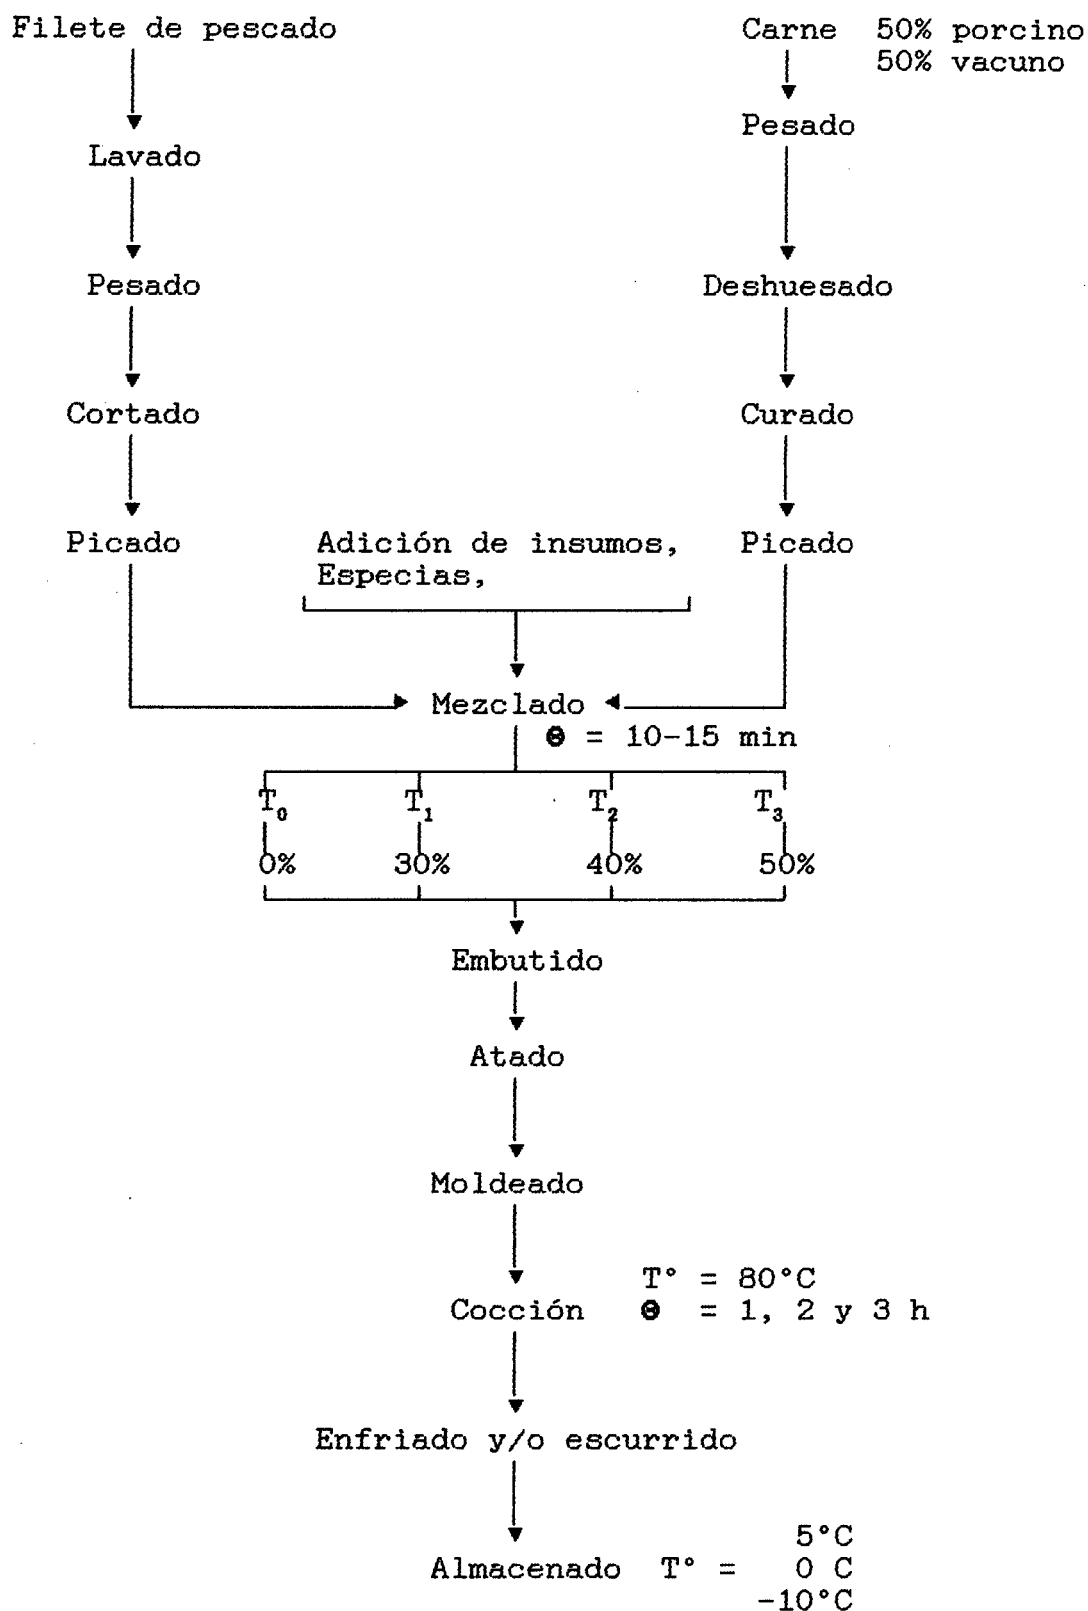 Filete de pescado
Carne 50% porcino
50% vacuno
Pesado
Lavado
Pesado
Deshuesado
Cortado
Curado
Picado
Adición de insumos,
Especias,
Picado
Mezclado
Θ = 10-15 min
T₀ T₁ T₂ T₃
0% 30% 40% 50%
Embutido
Atado
Moldeado
T° = 80°C
Cocción Θ = 1, 2 y 3 h
Enfriado y/o escurrido
5°C
Almacenado T° = 0 C
-10°C